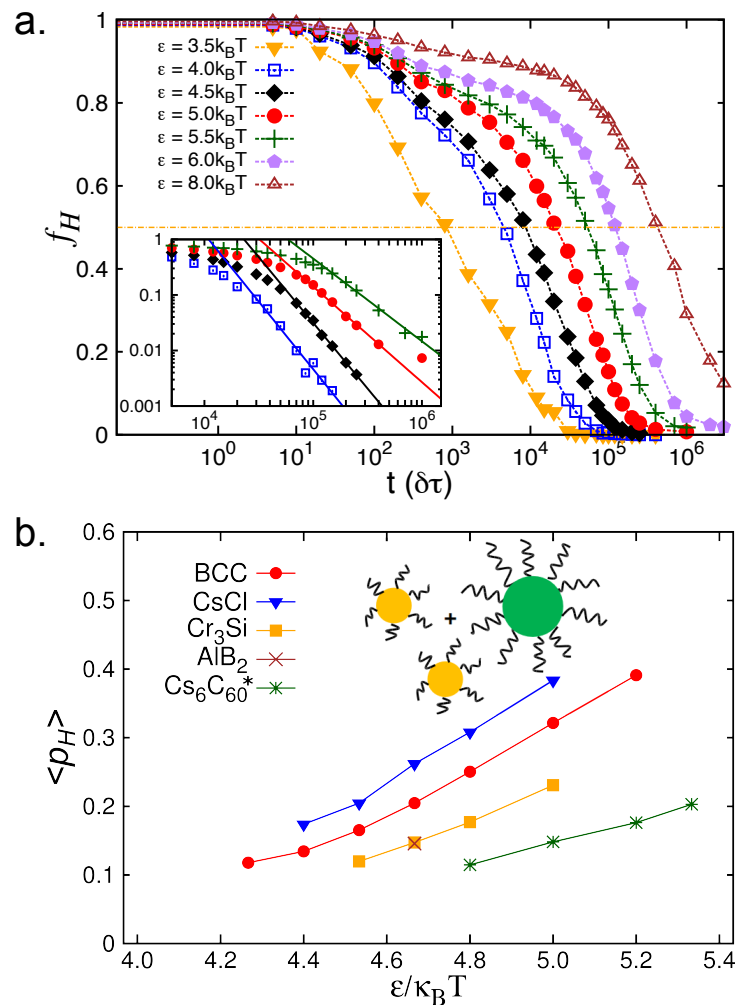 a.
1
0.8
0.6
0.4
0.2
0
f_H
ε = 3.5k_BT
ε = 4.0k_BT
ε = 4.5k_BT
ε = 5.0k_BT
ε = 5.5k_BT
ε = 6.0k_BT
ε = 8.0k_BT
1
0.1
0.01
0.001
10^4 10^5 10^6
10^0 10^1 10^2 10^3 10^4 10^5 10^6
t (δτ)
b.
0.6
0.5
0.4
0.3
0.2
0.1
0
<p_H>
BCC
CsCl
Cr_3Si
AlB_2
Cs_6C_60^*
+
4.0 4.2 4.4 4.6 4.8 5.0 5.2 5.4
ε/κ_BT